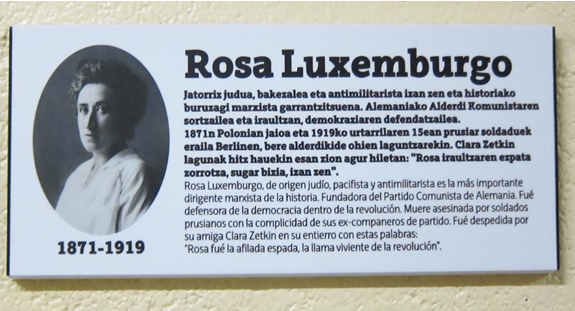 Rosa Luxemburgo
Jatorriz judua, bakezalea eta antimilitarista izan zen eta historiako
buruzagi marxista garrantzitsuena. Alemaniako Alderdi Komunistaren
sortzailea eta iraultzan, demokraziaren defendatzailea.
1871n Polonian jaioa eta 1919ko urtarrilaren 15ean prusiar soldaduek
eraila Berlinen, bere alderdikide ohien laguntzarekin. Clara Zetkin
lagunak hitz hauekin esan zion agur hiletan: "Rosa iraultzaren ezpata
zorrotza, sugar bizia, izan zen".
Rosa Luxemburgo, de origen judío, pacifista y antimilitarista es la más importante
dirigente marxista de la historia. Fundadora del Partido Comunista de Alemania. Fué
defensora de la democracia dentro de la revolución. Muere asesinada por soldados
prusianos con la complicidad de sus ex-companeros de partido. Fué despedida por
su amiga Clara Zetkin en su entierro con estas palabras:
"Rosa fué la afilada espada, la llama viviente de la revolución".
1871-1919